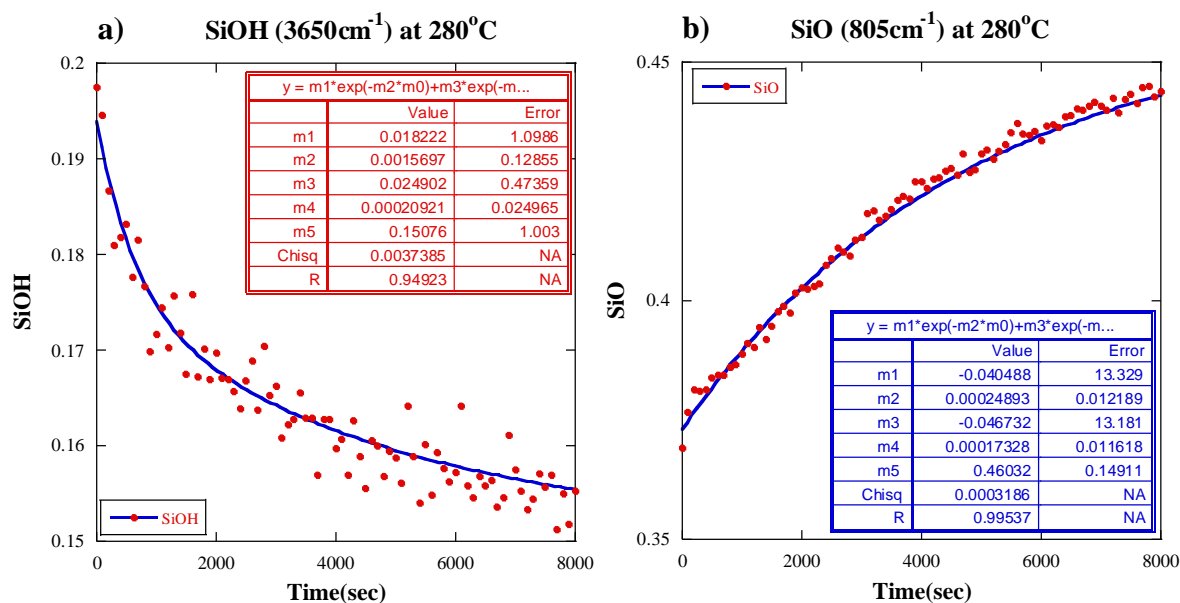 a) SiOH (3650cm⁻¹) at 280°C
0.2
0.19
0.18
0.17
0.16
0.15
SiOH
y = m1*exp(-m2*m0)+m3*exp(-m...
Value Error
m1 0.018222 1.0986
m2 0.0015697 0.12855
m3 0.024902 0.47359
m4 0.00020921 0.024965
m5 0.15076 1.003
Chisq 0.0037385 NA
R 0.94923 NA
SiOH
0 2000 4000 6000 8000
Time(sec)
b) SiO (805cm⁻¹) at 280°C
0.45
0.4
0.35
SiO
SiO
y = m1*exp(-m2*m0)+m3*exp(-m...
Value Error
m1 -0.040488 13.329
m2 0.00024893 0.012189
m3 -0.046732 13.181
m4 0.00017328 0.011618
m5 0.46032 0.14911
Chisq 0.0003186 NA
R 0.99537 NA
0 2000 4000 6000 8000
Time(sec)